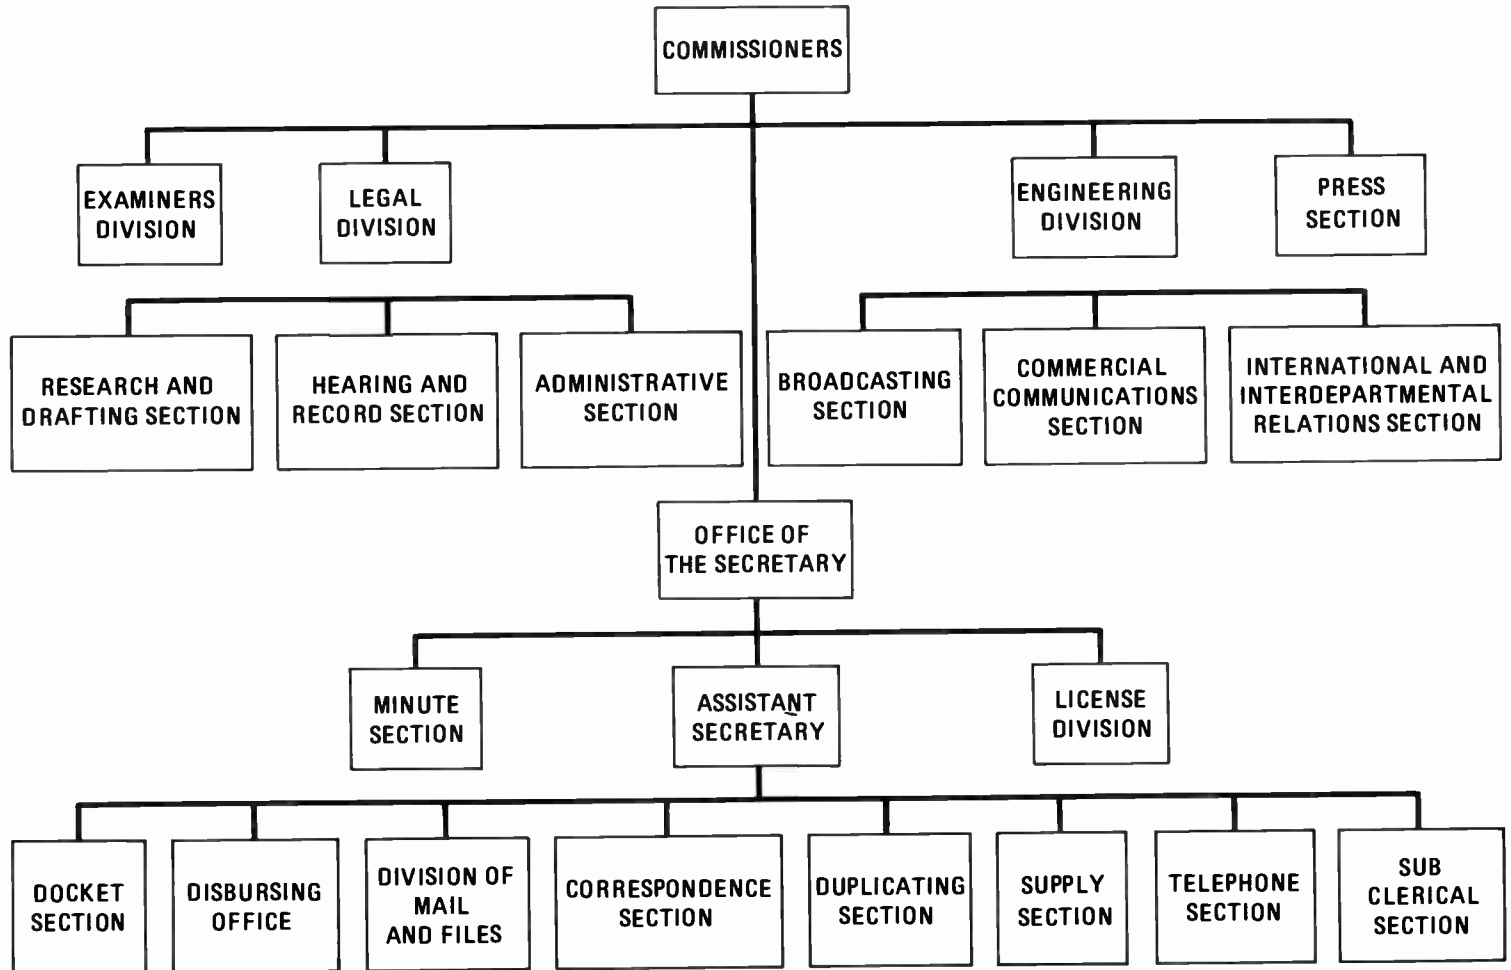 COMMISSIONERS
EXAMINERS
DIVISION
LEGAL
DIVISION
ENGINEERING
DIVISION
PRESS
SECTION
RESEARCH AND
DRAFTING SECTION
HEARING AND
RECORD SECTION
ADMINISTRATIVE
SECTION
BROADCASTING
SECTION
COMMERCIAL
COMMUNICATIONS
SECTION
INTERNATIONAL AND
INTERDEPARTMENTAL
RELATIONS SECTION
OFFICE OF
THE SECRETARY
MINUTE
SECTION
ASSISTANT
SECRETARY
LICENSE
DIVISION
DOCKET
SECTION
DISBURSING
OFFICE
DIVISION OF
MAIL
AND FILES
CORRESPONDENCE
SECTION
DUPLICATING
SECTION
SUPPLY
SECTION
TELEPHONE
SECTION
SUB
CLERICAL
SECTION